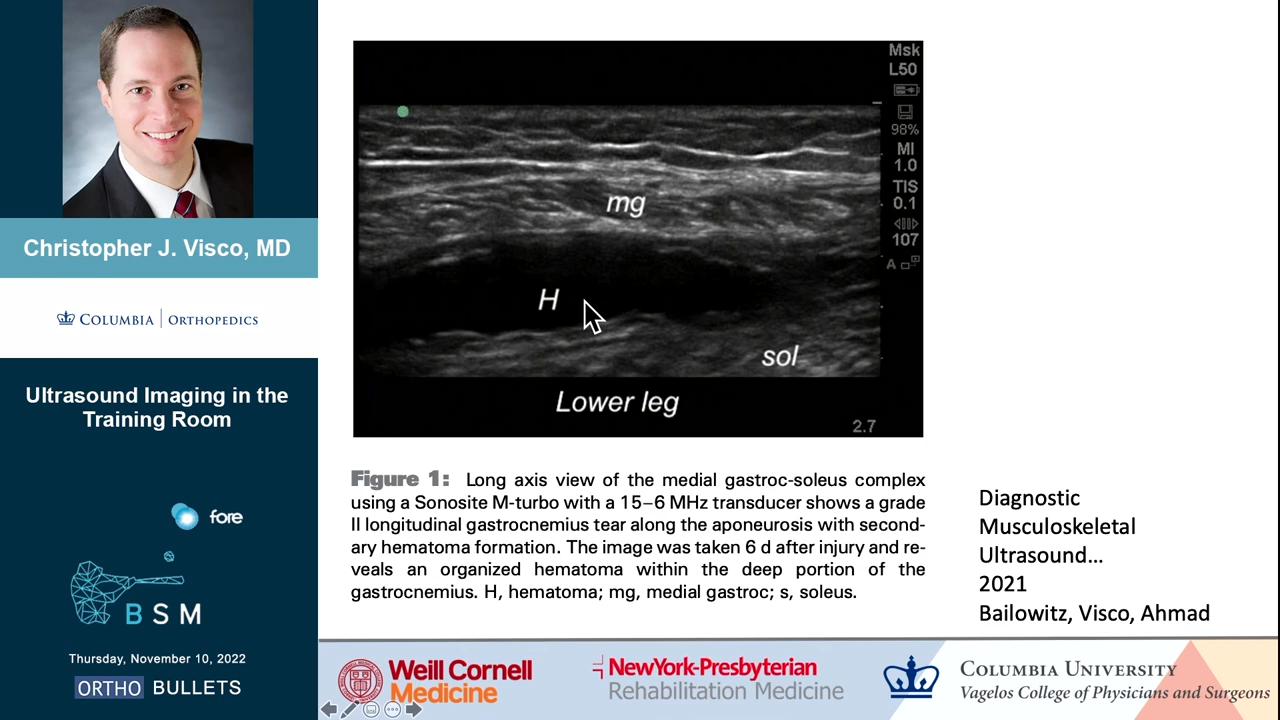 Christopher J. Visco, MD
COLUMBIA | ORTHOPEDICS
Ultrasound Imaging in the
Training Room
fore
BSM
Thursday, November 10, 2022
ORTHO BULLETS
Msk
L50
98%
MI
1.0
TIS
0.1
107
A
mg
H
sol
Lower leg
2.7
Figure 1: Long axis view of the medial gastroc-soleus complex
using a Sonosite M-turbo with a 15–6 MHz transducer shows a grade
II longitudinal gastrocnemius tear along the aponeurosis with second-
ary hematoma formation. The image was taken 6 d after injury and re-
veals an organized hematoma within the deep portion of the
gastrocnemius. H, hematoma; mg, medial gastroc; s, soleus.
Diagnostic
Musculoskeletal
Ultrasound...
2021
Bailowitz, Visco, Ahmad
Weill Cornell
Medicine
NewYork-Presbyterian
Rehabilitation Medicine
COLUMBIA UNIVERSITY
Vagelos College of Physicians and Surgeons